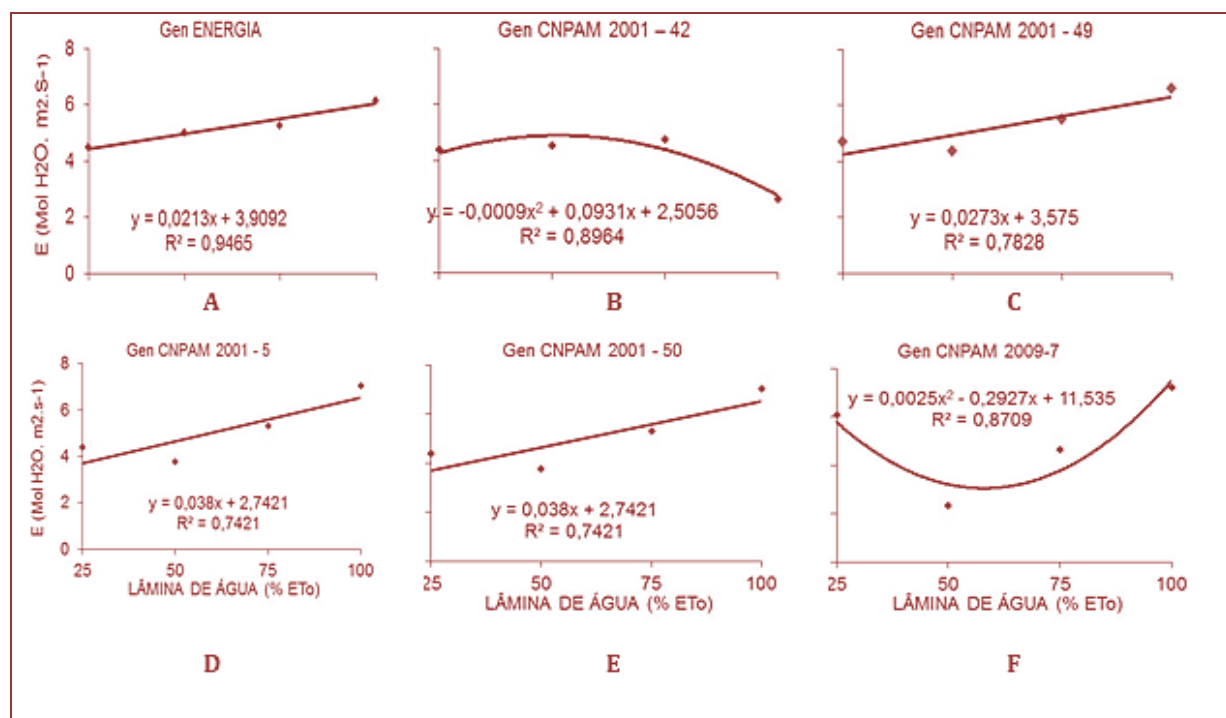 Gen ENERGIA
E (Mol H2O. m2.S–1)
8
6
4
2
0
y = 0,0213x + 3,9092
R² = 0,9465
A
Gen CNPAM 2001 – 42
y = -0,0009x² + 0,0931x + 2,5056
R² = 0,8964
B
Gen CNPAM 2001 - 49
y = 0,0273x + 3,575
R² = 0,7828
C
Gen CNPAM 2001 - 5
E (Mol H2O. m2.s-1)
8
6
4
2
0
y = 0,038x + 2,7421
R² = 0,7421
25 50 75 100
LÂMINA DE ÁGUA (% ETo)
D
Gen CNPAM 2001 - 50
y = 0,038x + 2,7421
R² = 0,7421
25 50 75 100
LÂMINA DE ÁGUA (% ETo)
E
Gen CNPAM 2009-7
y = 0,0025x² - 0,2927x + 11,535
R² = 0,8709
25 50 75 100
LÂMINA DE ÁGUA (% ETo)
F